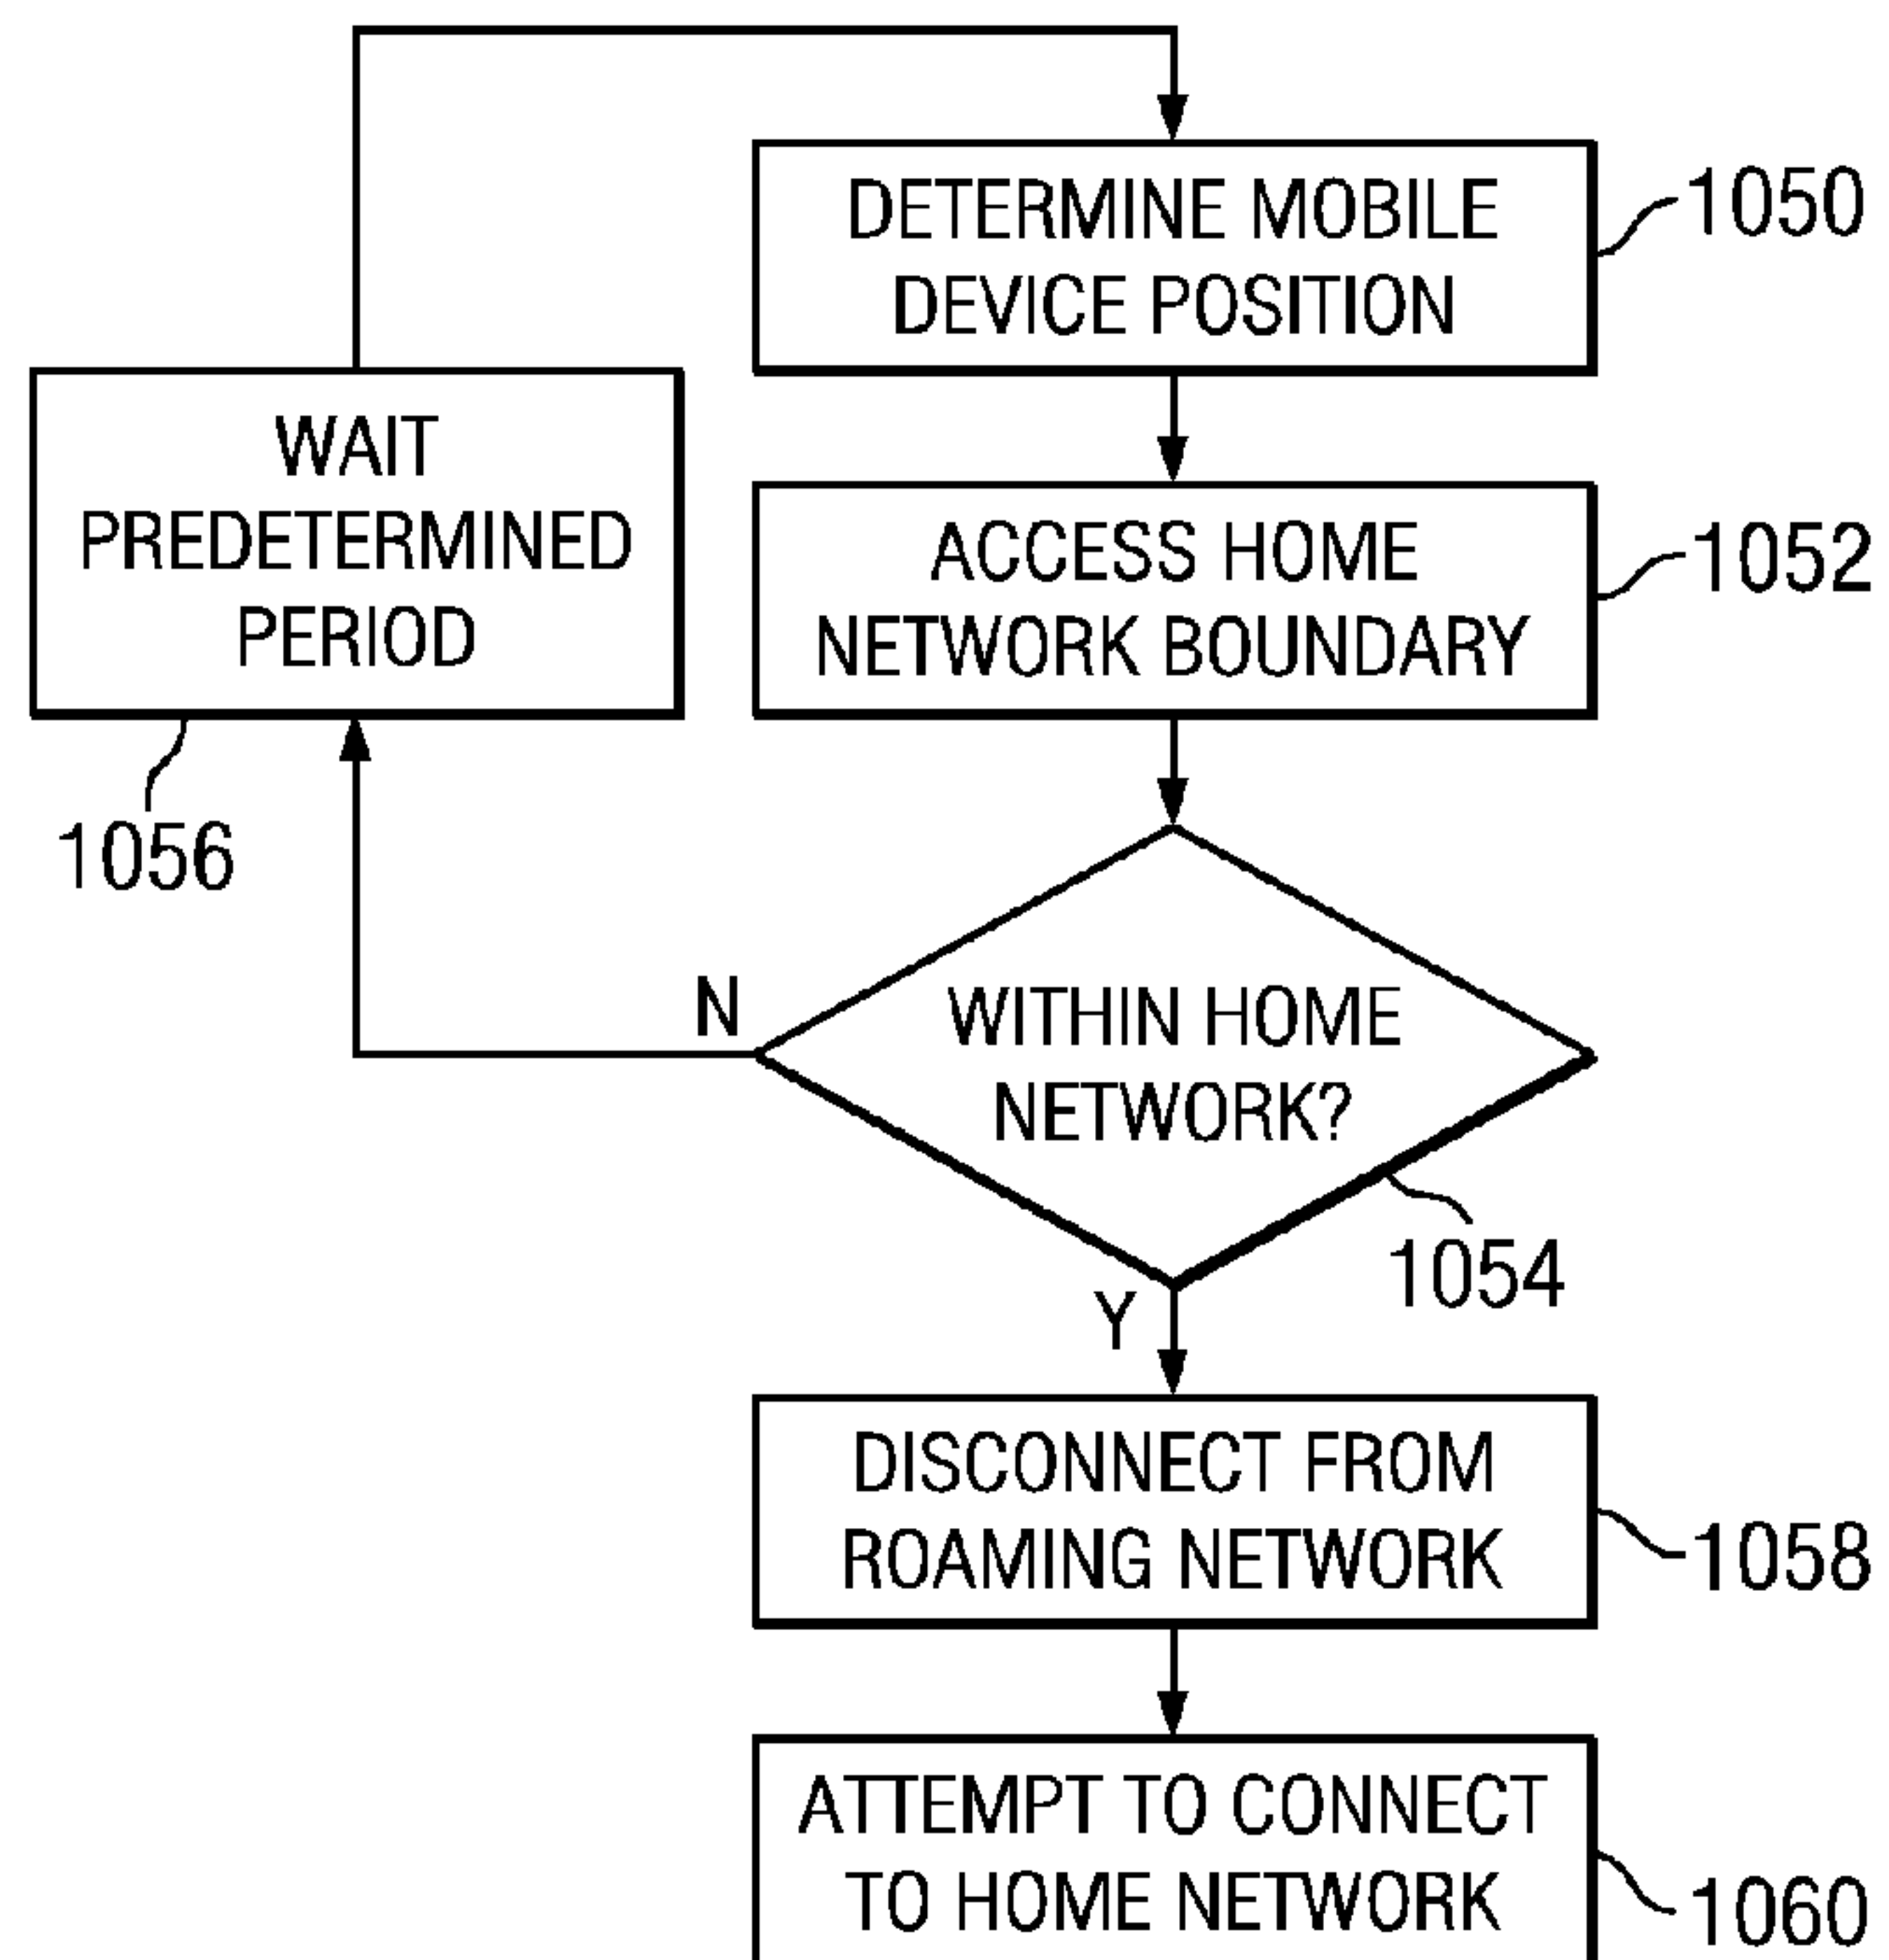 DETERMINE MOBILE
DEVICE POSITION
1050
WAIT
PREDETERMINED
PERIOD
1056
ACCESS HOME
NETWORK BOUNDARY
1052
WITHIN HOME
NETWORK?
N
Y
1054
DISCONNECT FROM
ROAMING NETWORK
1058
ATTEMPT TO CONNECT
TO HOME NETWORK
1060